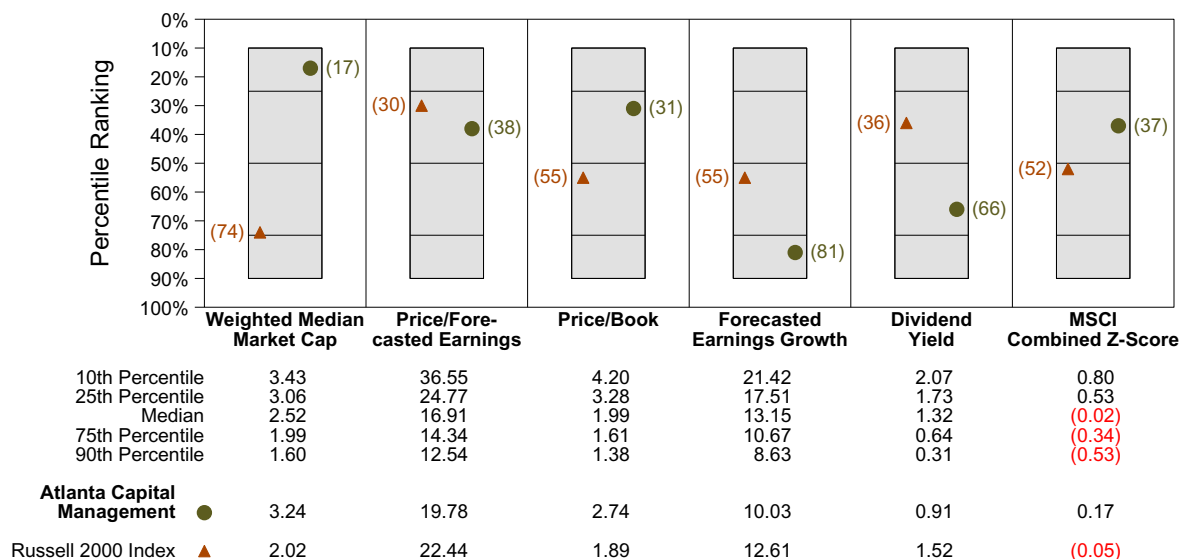 Percentile Ranking
0%
10%
20%
30%
40%
50%
60%
70%
80%
90%
100%
(17)
(74)
(30)
(38)
(31)
(55)
(55)
(81)
(36)
(66)
(37)
(52)
Weighted Median
Market Cap
Price/Fore-
casted Earnings
Price/Book
Forecasted
Earnings Growth
Dividend
Yield
MSCI
Combined Z-Score
10th Percentile 3.43 36.55 4.20 21.42 2.07 0.80
25th Percentile 3.06 24.77 3.28 17.51 1.73 0.53
Median 2.52 16.91 1.99 13.15 1.32 (0.02)
75th Percentile 1.99 14.34 1.61 10.67 0.64 (0.34)
90th Percentile 1.60 12.54 1.38 8.63 0.31 (0.53)
Atlanta Capital
Management 3.24 19.78 2.74 10.03 0.91 0.17
Russell 2000 Index 2.02 22.44 1.89 12.61 1.52 (0.05)